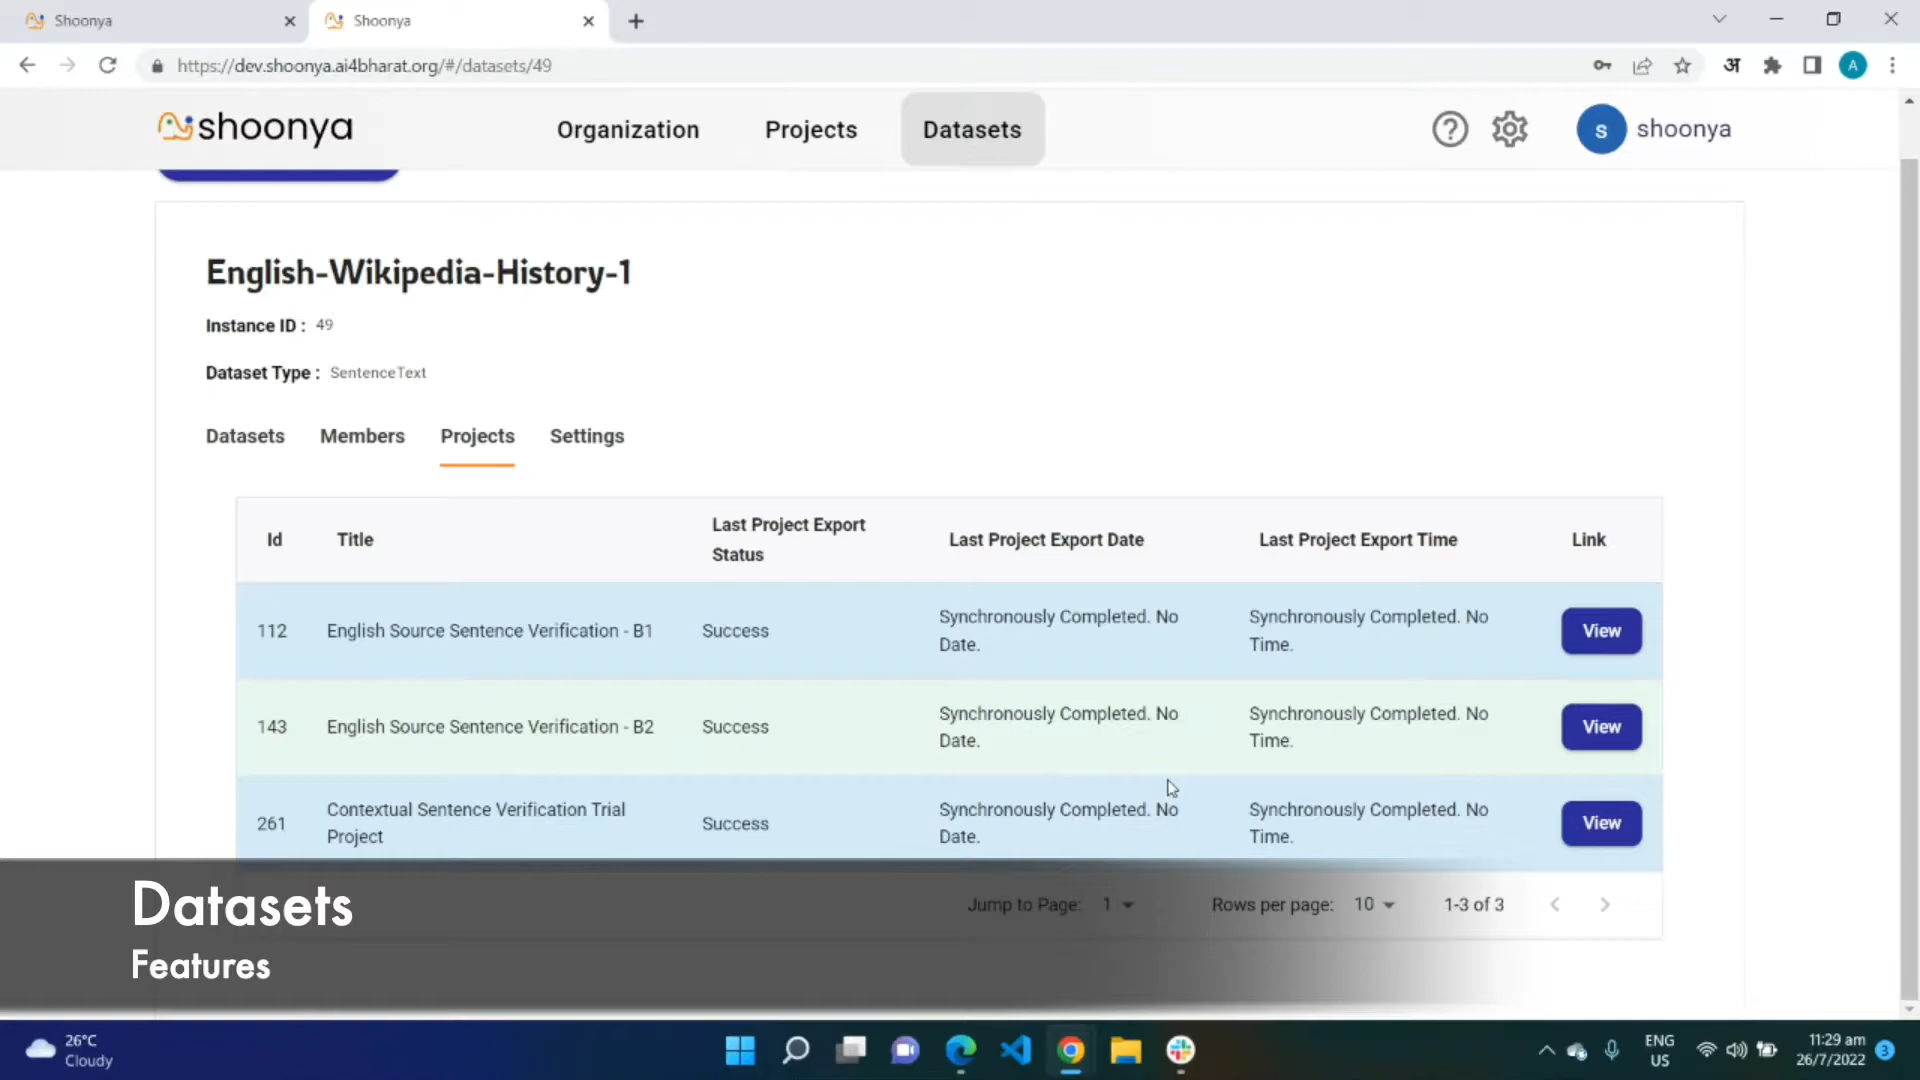 Shoonya
Shoonya
https://dev.shoonya.ai4bharat.org/#/datasets/49
अ
A
shoonya
Organization
Projects
Datasets
s
shoonya
English-Wikipedia-History-1
Instance ID : 49
Dataset Type : SentenceText
Datasets
Members
Projects
Settings
Id
Title
Last Project Export
Status
Last Project Export Date
Last Project Export Time
Link
112
English Source Sentence Verification - B1
Success
Synchronously Completed. No
Date.
Synchronously Completed. No
Time.
View
143
English Source Sentence Verification - B2
Success
Synchronously Completed. No
Date.
Synchronously Completed. No
Time.
View
261
Contextual Sentence Verification Trial
Project
Success
Synchronously Completed. No
Date.
Synchronously Completed. No
Time.
View
Jump to Page: 1
Rows per page: 10
1-3 of 3
Datasets
Features
26°C
Cloudy
ENG
US
11:29 am
26/7/2022
3